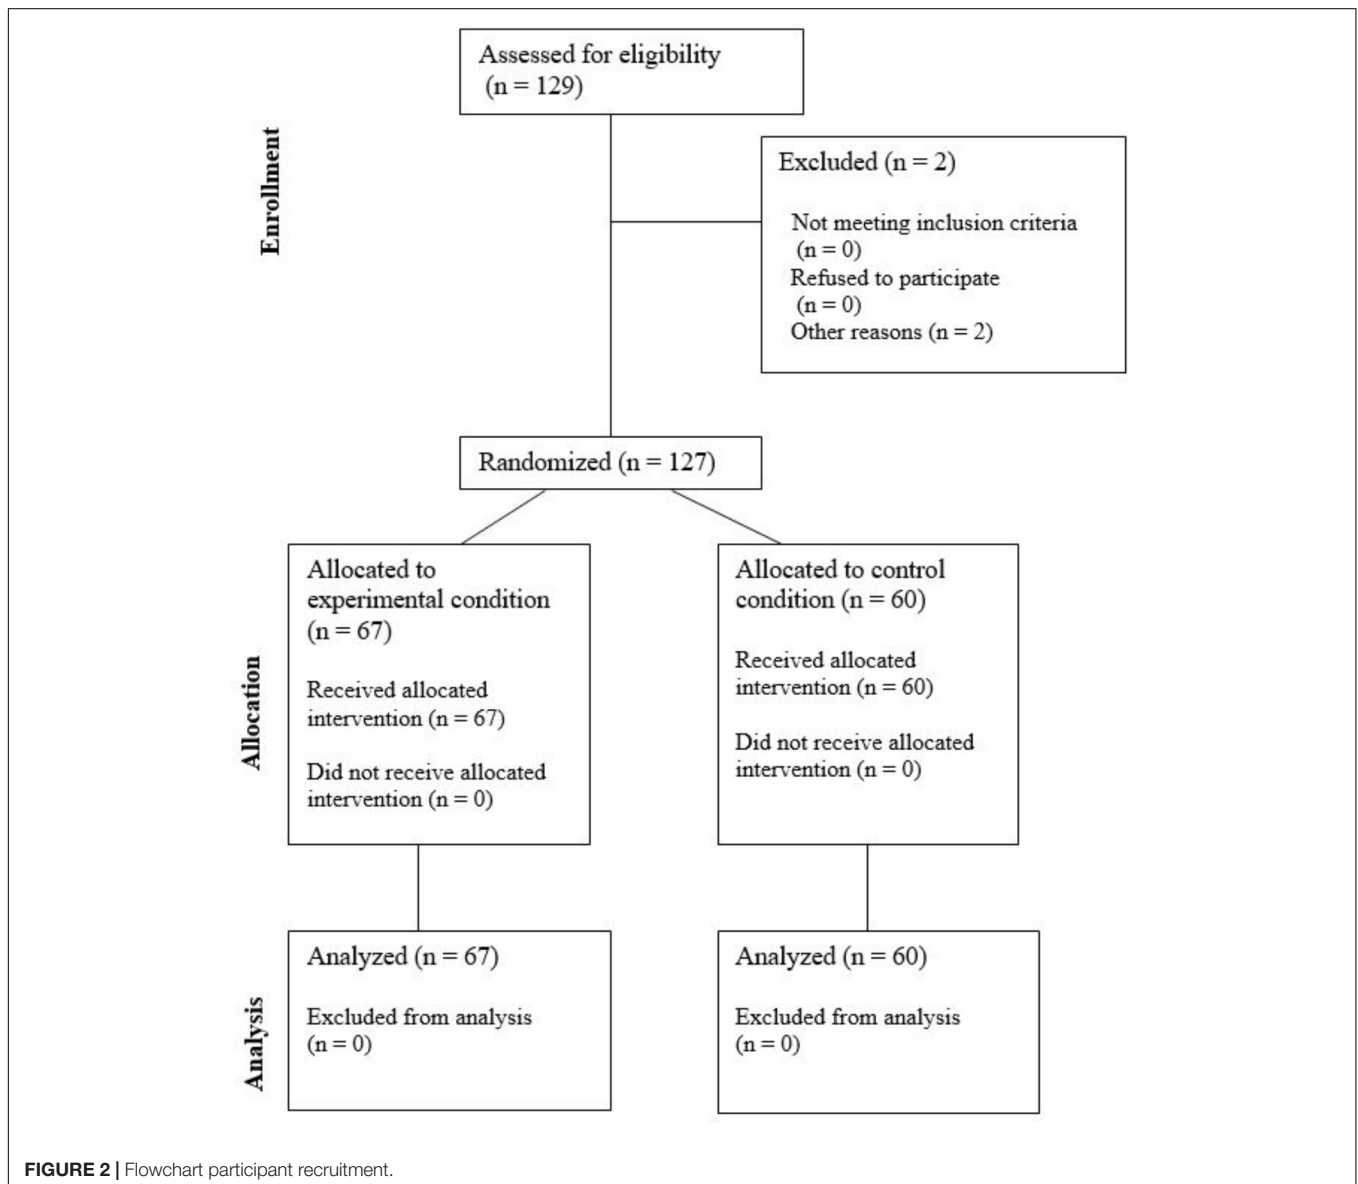 Assessed for eligibility
(n = 129)
Enrollment
Excluded (n = 2)
Not meeting inclusion criteria
(n = 0)
Refused to participate
(n = 0)
Other reasons (n = 2)
Randomized (n = 127)
Allocation
Allocated to
experimental condition
(n = 67)
Received allocated
intervention (n = 67)
Did not receive allocated
intervention (n = 0)
Allocated to control
condition (n = 60)
Received allocated
intervention (n = 60)
Did not receive allocated
intervention (n = 0)
Analysis
Analyzed (n = 67)
Excluded from analysis
(n = 0)
Analyzed (n = 60)
Excluded from analysis
(n = 0)
FIGURE 2 | Flowchart participant recruitment.